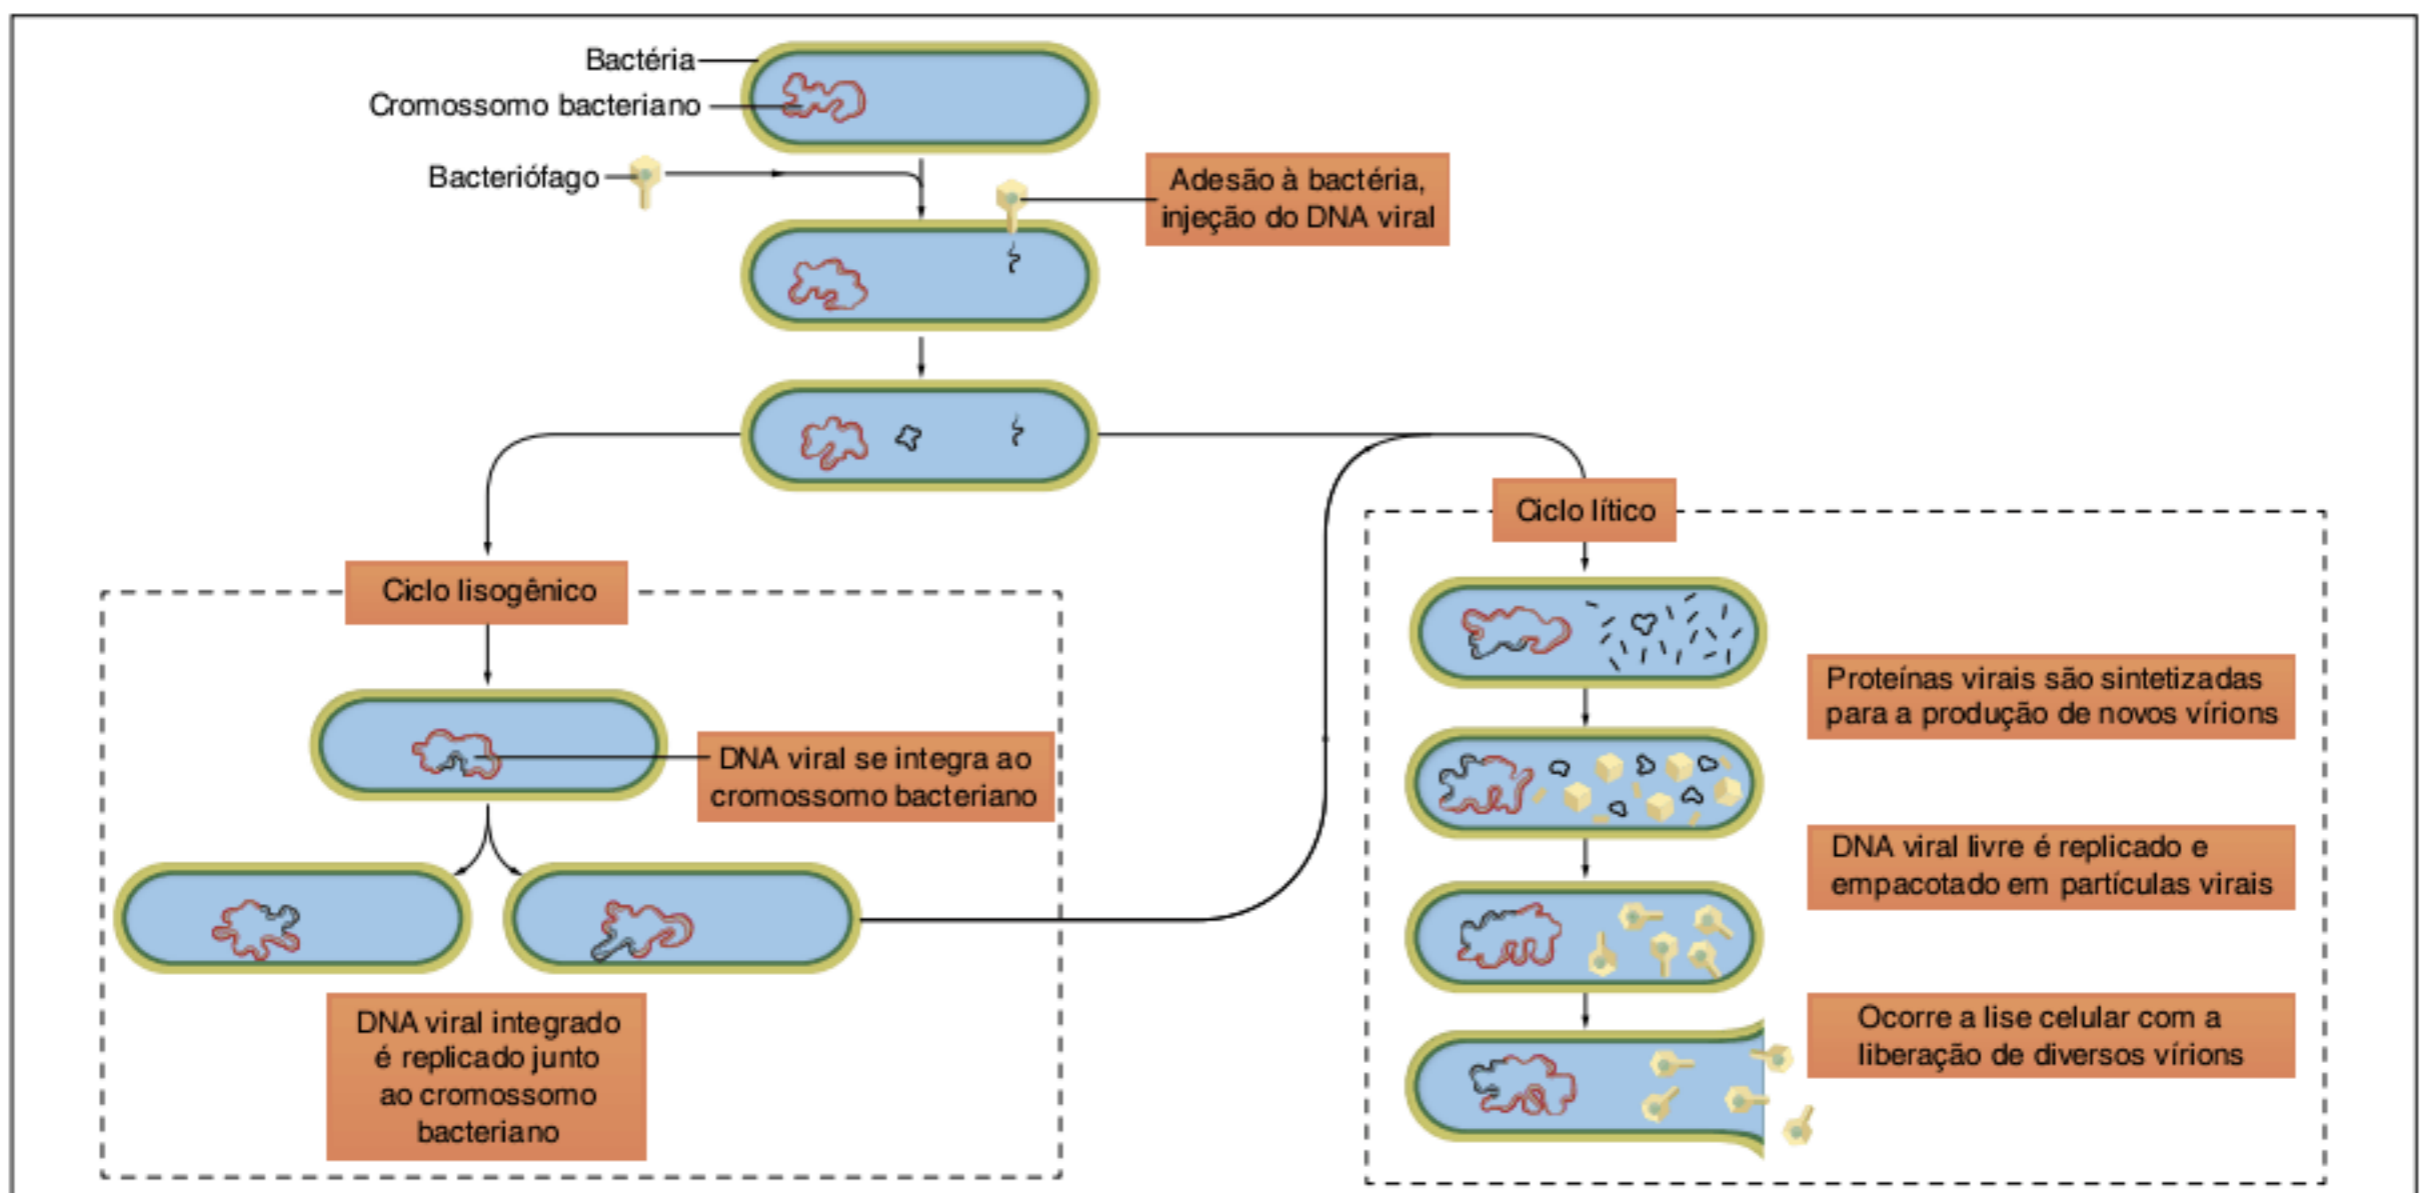 Bactéria
Cromossomo bacteriano
Bacteriófago
Adesão à bactéria,
injeção do DNA viral
Ciclo lítico
Ciclo lisogênico
Proteínas virais são sintetizadas
para a produção de novos vírions
DNA viral se integra ao
cromossomo bacteriano
DNA viral livre é replicado e
empacotado em partículas virais
DNA viral integrado
é replicado junto
ao cromossomo
bacteriano
Ocorre a lise celular com a
liberação de diversos vírions